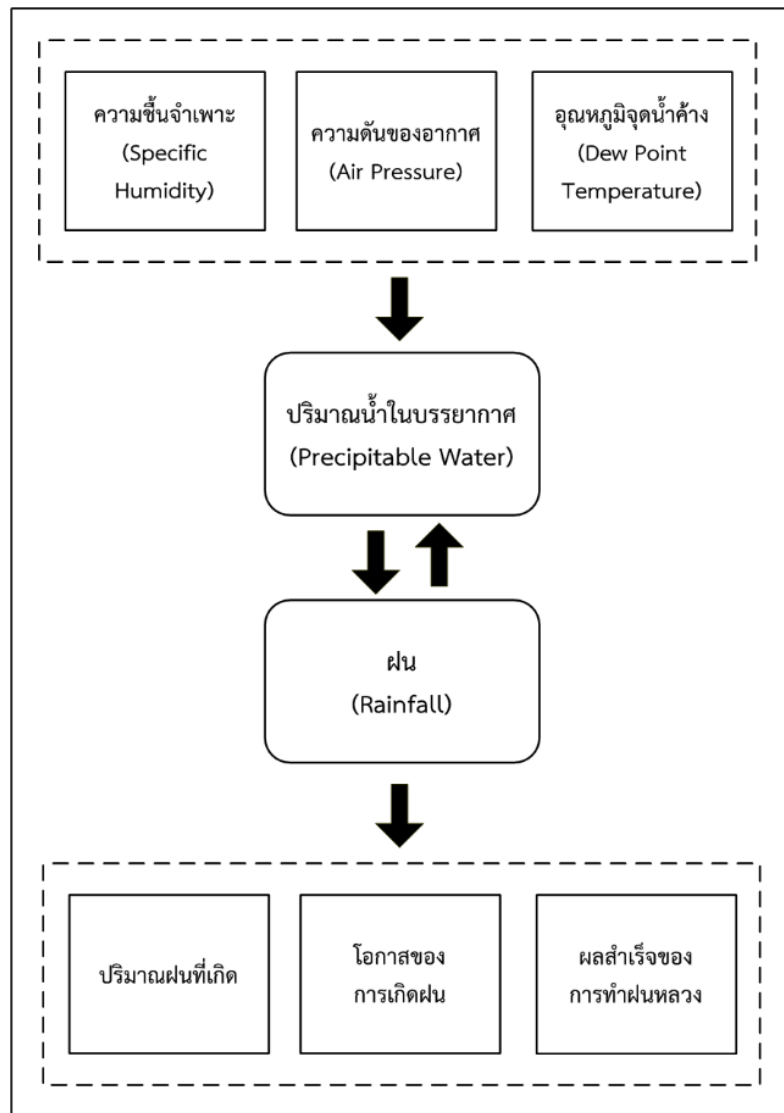 ความชื้นจำเพาะ
(Specific
Humidity)
ความดันของอากาศ
(Air Pressure)
อุณหภูมิจุดน้ำค้าง
(Dew Point
Temperature)
ปริมาณน้ำในบรรยากาศ
(Precipitable Water)
ฝน
(Rainfall)
ปริมาณฝนที่เกิด
โอกาสของ
การเกิดฝน
ผลสำเร็จของ
การทำฝนหลวง